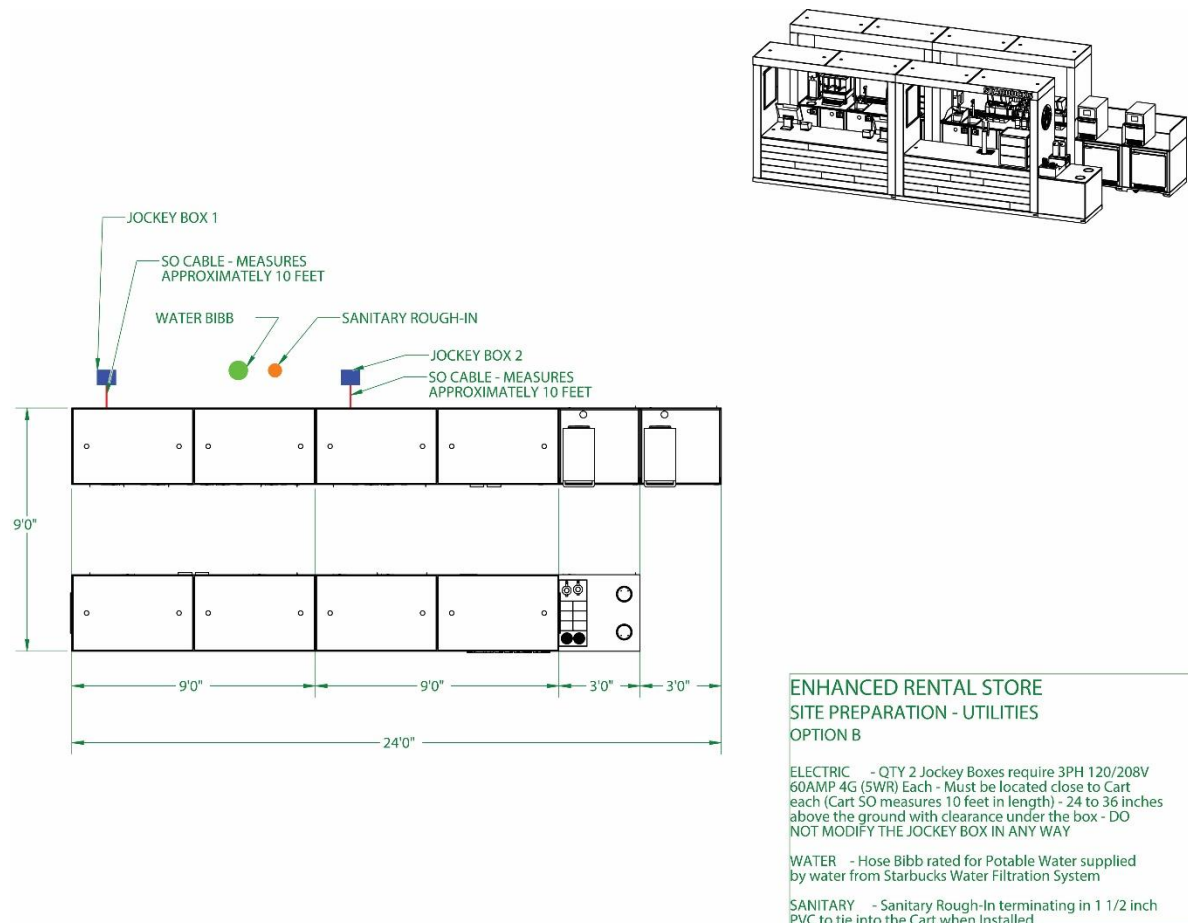 JOCKEY BOX 1
SO CABLE - MEASURES
APPROXIMATELY 10 FEET
WATER BIBB
SANITARY ROUGH-IN
JOCKEY BOX 2
SO CABLE - MEASURES
APPROXIMATELY 10 FEET
9'0"
9'0"
9'0"
3'0"
3'0"
24'0"
ENHANCED RENTAL STORE
SITE PREPARATION - UTILITIES
OPTION B
ELECTRIC - QTY 2 Jockey Boxes require 3PH 120/208V
60AMP 4G (5WR) Each - Must be located close to Cart
each (Cart SO measures 10 feet in length) - 24 to 36 inches
above the ground with clearance under the box - DO
NOT MODIFY THE JOCKEY BOX IN ANY WAY
WATER - Hose Bibb rated for Potable Water supplied
by water from Starbucks Water Filtration System
SANITARY - Sanitary Rough-In terminating in 1 1/2 inch
PVC to tie into the Cart when Installed